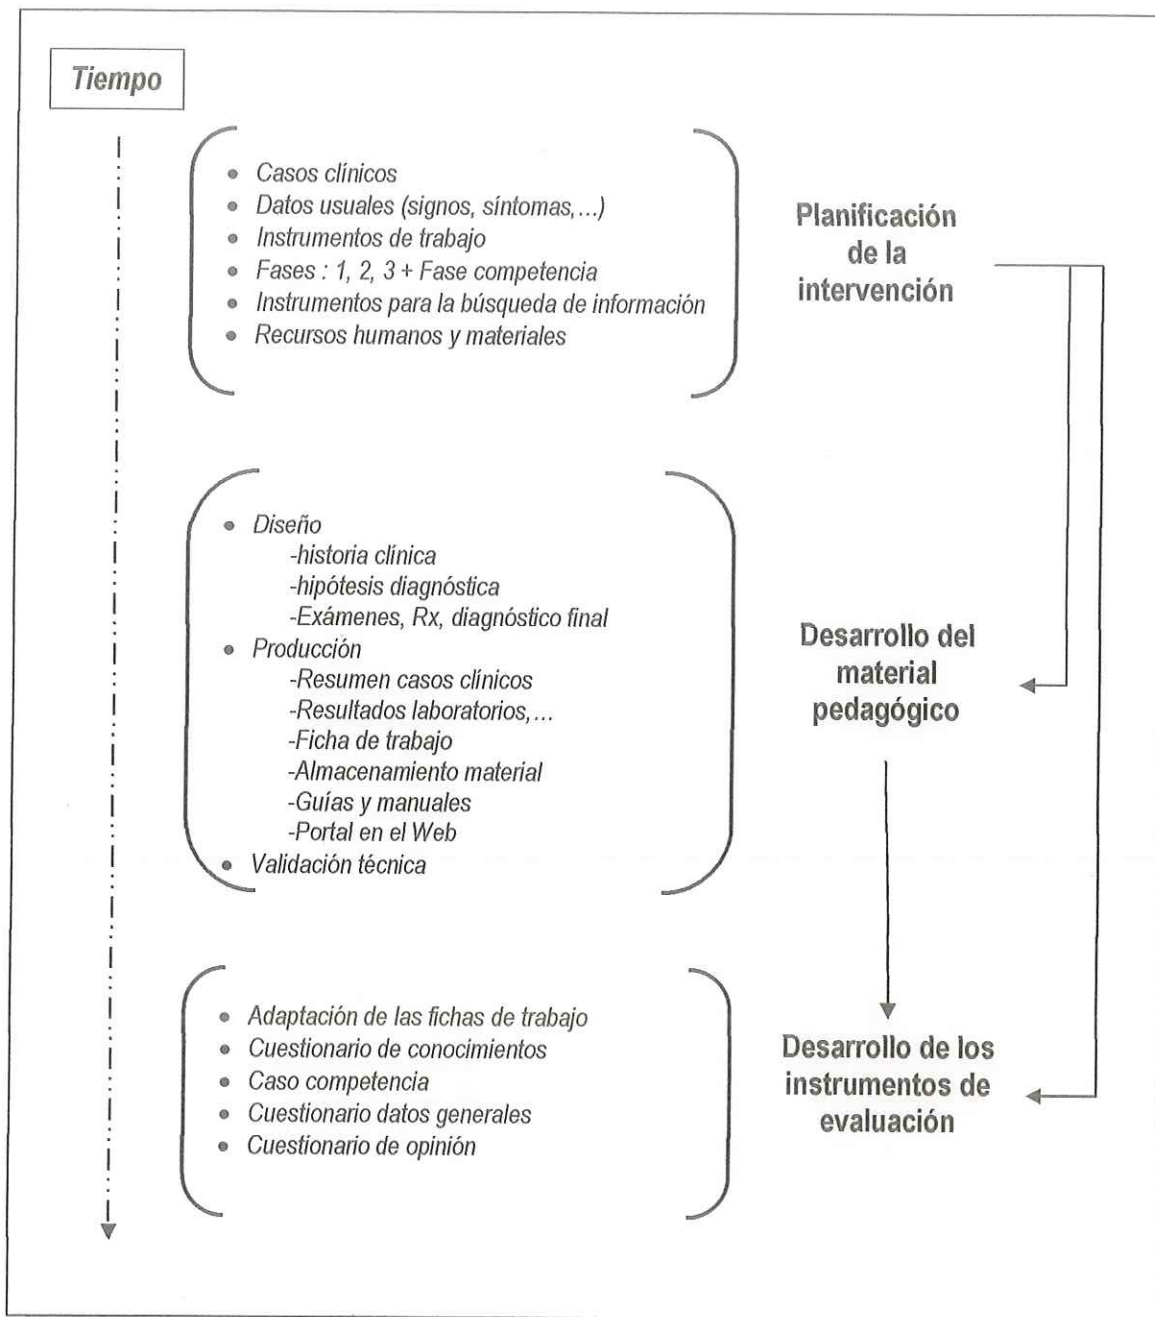 Tiempo
• Casos clínicos
• Datos usuales (signos, síntomas,...)
• Instrumentos de trabajo
• Fases : 1, 2, 3 + Fase competencia
• Instrumentos para la búsqueda de información
• Recursos humanos y materiales
Planificación
de la
intervención
• Diseño
-historia clínica
-hipótesis diagnóstica
-Exámenes, Rx, diagnóstico final
• Producción
-Resumen casos clínicos
-Resultados laboratorios,...
-Ficha de trabajo
-Almacenamiento material
-Guías y manuales
-Portal en el Web
• Validación técnica
Desarrollo del
material
pedagógico
• Adaptación de las fichas de trabajo
• Cuestionario de conocimientos
• Caso competencia
• Cuestionario datos generales
• Cuestionario de opinión
Desarrollo de los
instrumentos de
evaluación